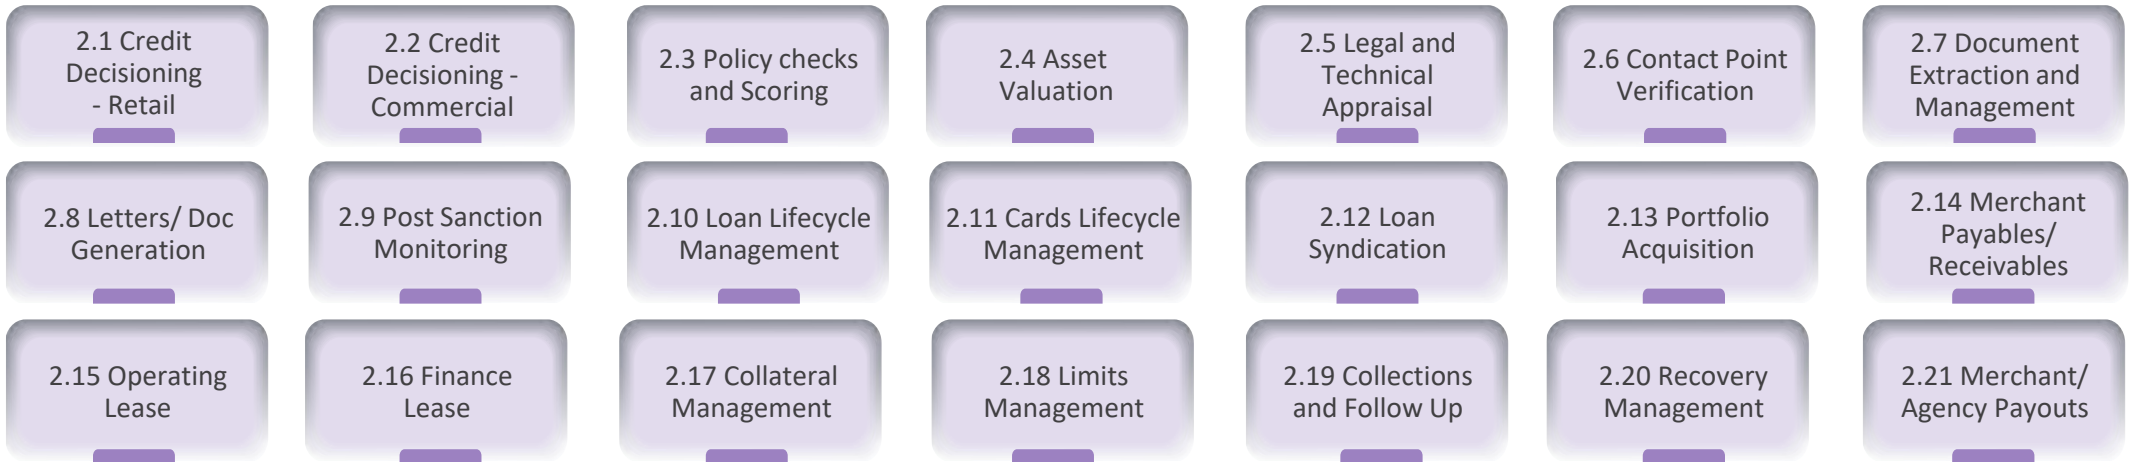 2.1 Credit
Decisioning
- Retail
2.2 Credit
Decisioning -
Commercial
2.3 Policy checks
and Scoring
2.4 Asset
Valuation
2.5 Legal and
Technical
Appraisal
2.6 Contact Point
Verification
2.7 Document
Extraction and
Management
2.8 Letters/ Doc
Generation
2.9 Post Sanction
Monitoring
2.10 Loan Lifecycle
Management
2.11 Cards Lifecycle
Management
2.12 Loan
Syndication
2.13 Portfolio
Acquisition
2.14 Merchant
Payables/
Receivables
2.15 Operating
Lease
2.16 Finance
Lease
2.17 Collateral
Management
2.18 Limits
Management
2.19 Collections
and Follow Up
2.20 Recovery
Management
2.21 Merchant/
Agency Payouts